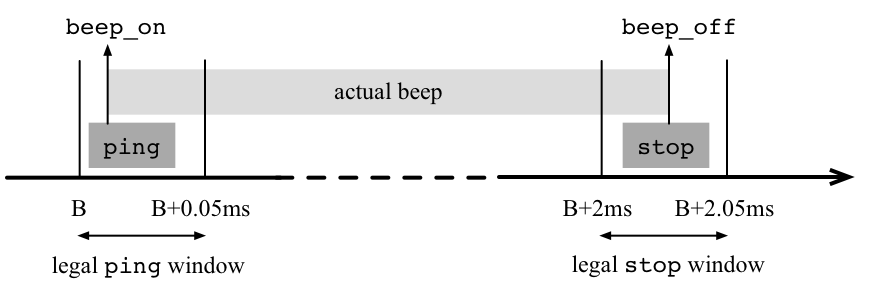 beep_on beep_off
actual beep
ping stop
B B+0.05ms B+2ms B+2.05ms
legal ping window legal stop window